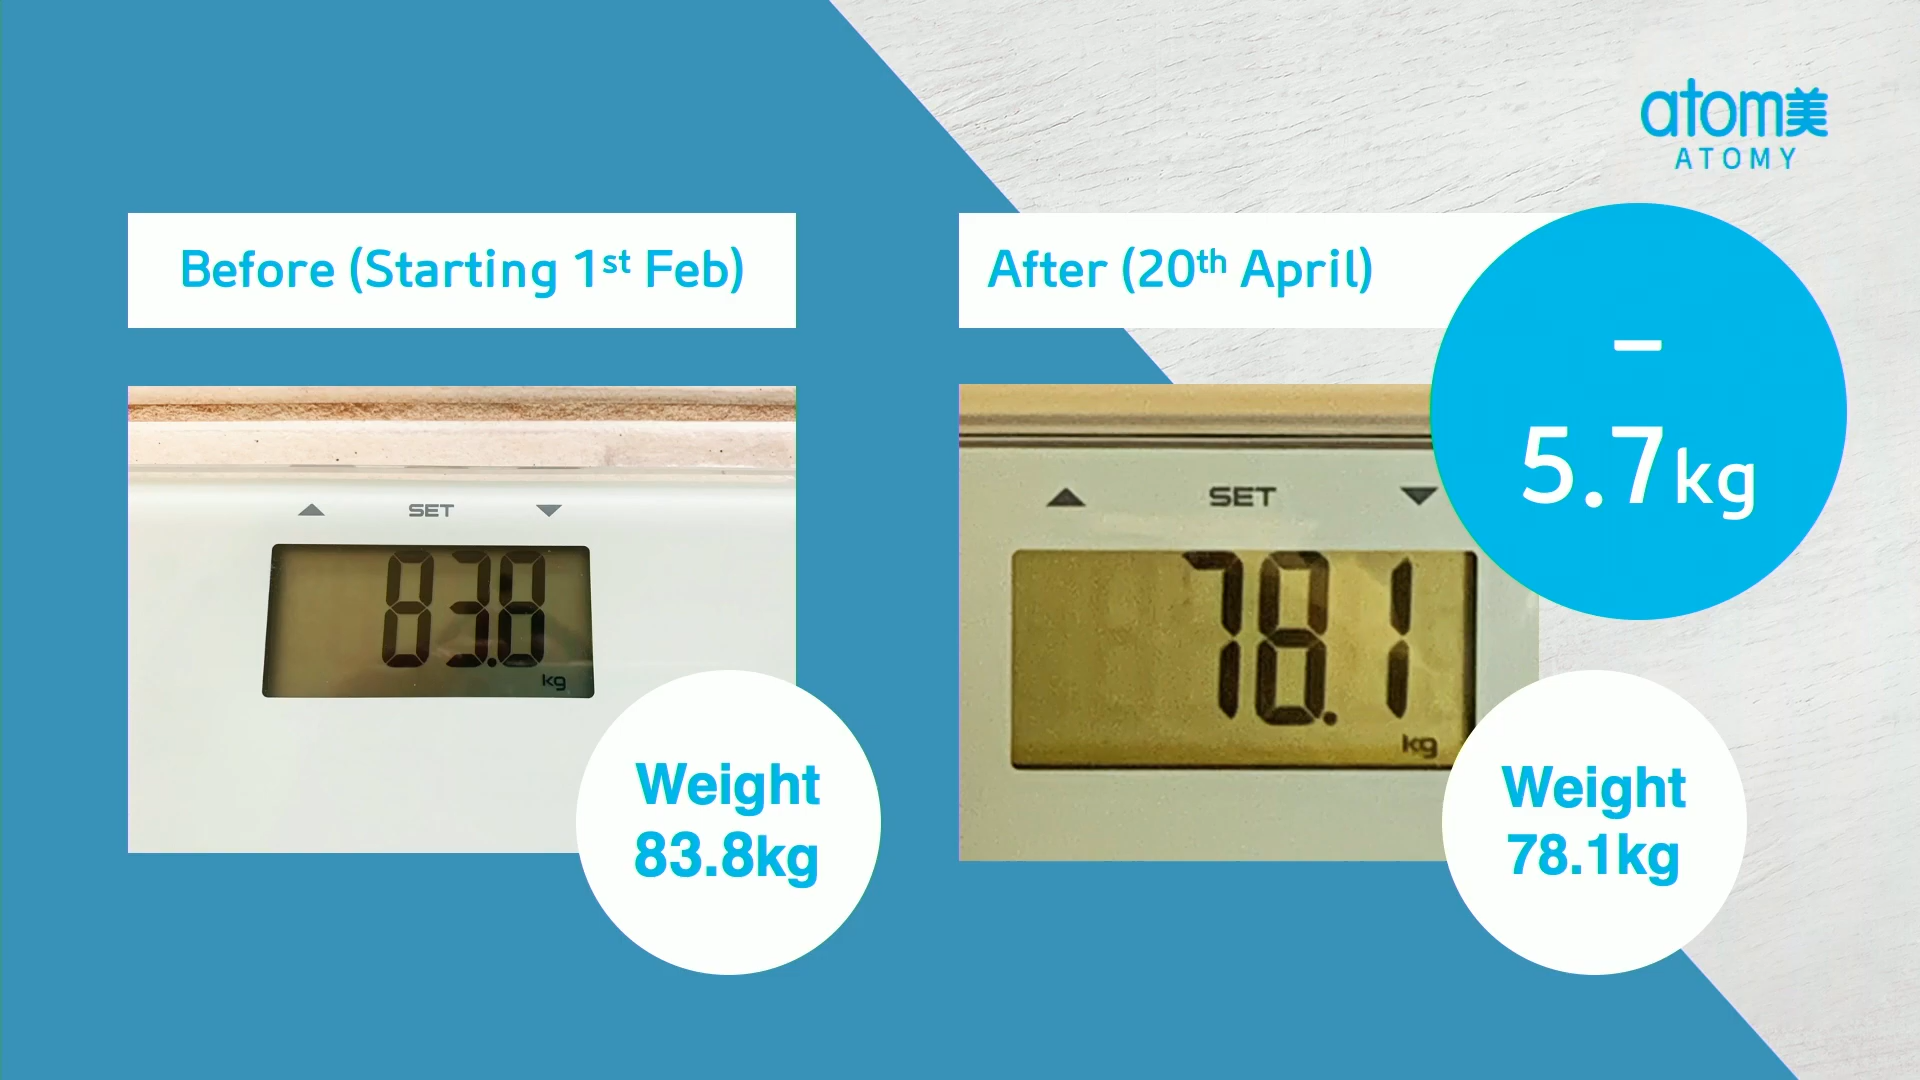 atom美
ATOMY
Before (Starting 1st Feb)
After (20th April)
–
5.7kg
SET
83.8
kg
SET
78.1
kg
Weight
83.8kg
Weight
78.1kg